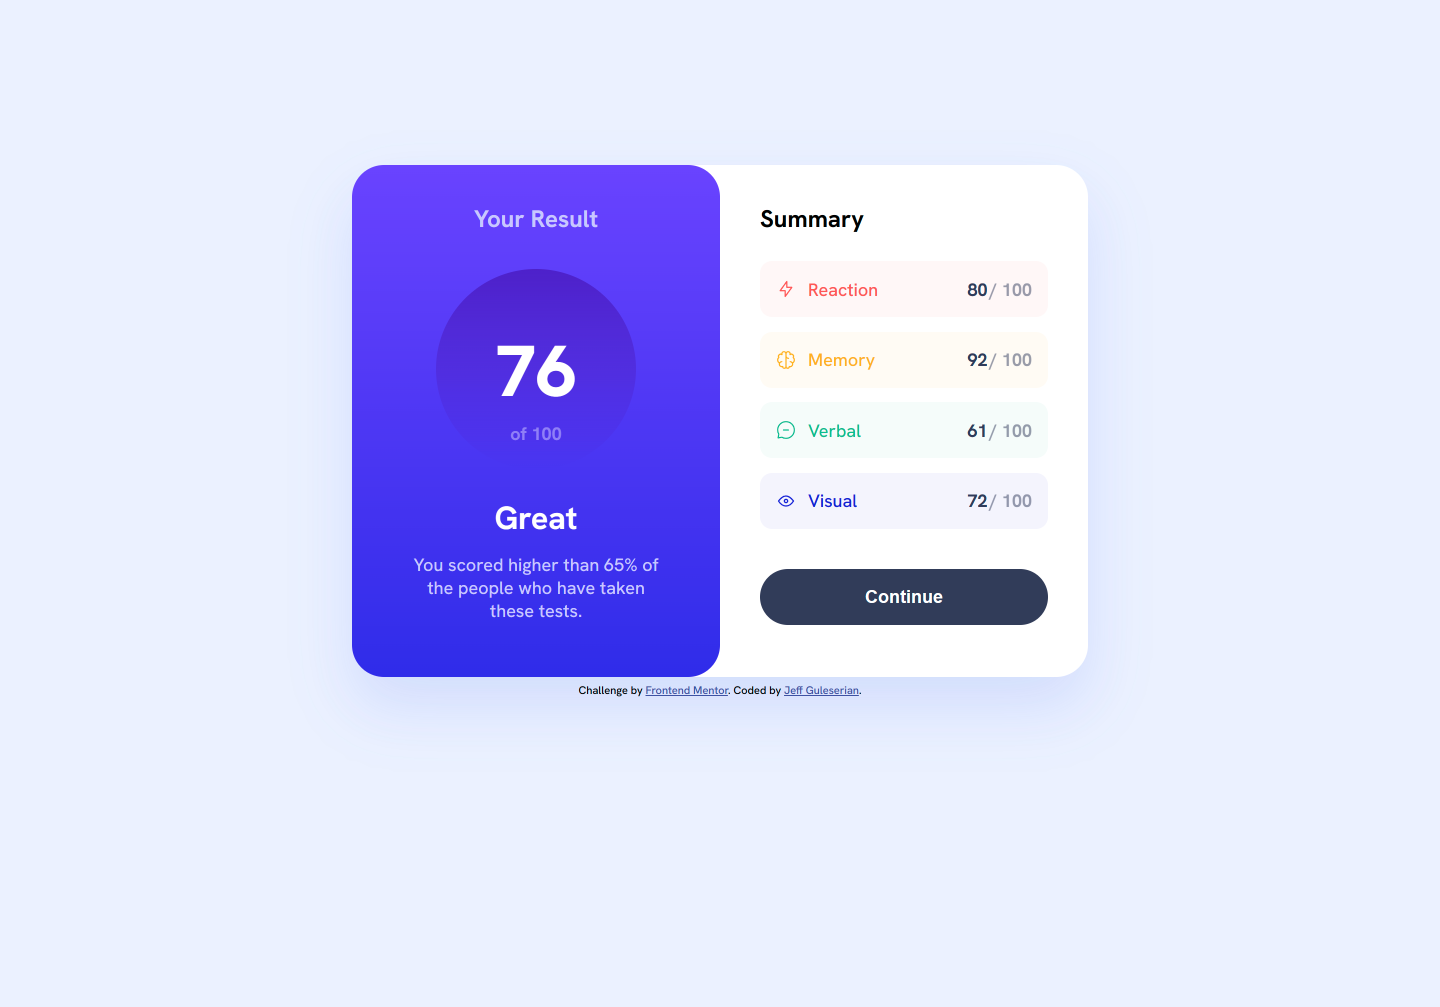 Your Result
76
of 100
Great
You scored higher than 65% of
the people who have taken
these tests.
Summary
Reaction 80/ 100
Memory 92/ 100
Verbal 61/ 100
Visual 72/ 100
Continue
Challenge by Frontend Mentor. Coded by Jeff Guleserian.